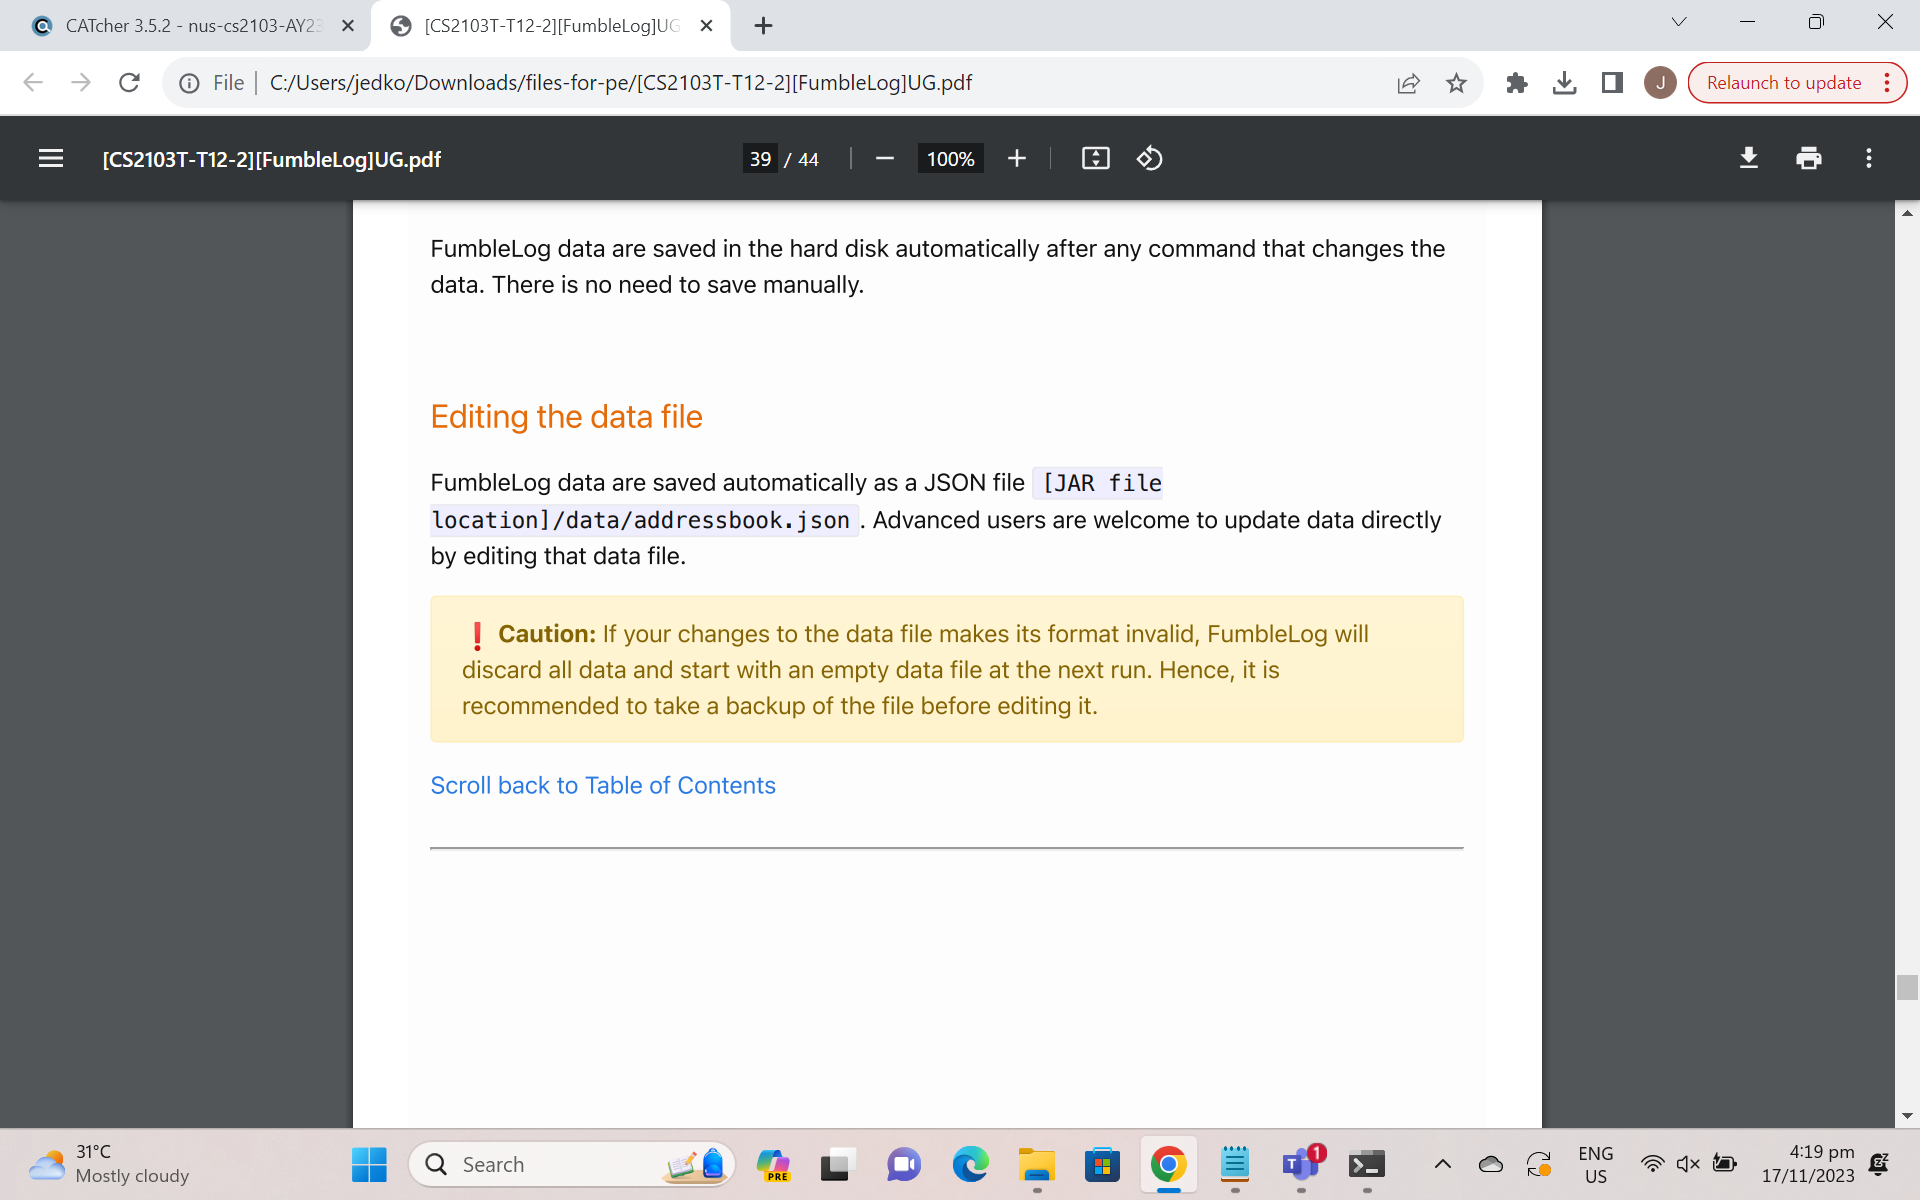 CATcher 3.5.2 - nus-cs2103-AY23
[CS2103T-T12-2][FumbleLog]UG
File
C:/Users/jedko/Downloads/files-for-pe/[CS2103T-T12-2][FumbleLog]UG.pdf
J
Relaunch to update
[CS2103T-T12-2][FumbleLog]UG.pdf
39 / 44
100%
FumbleLog data are saved in the hard disk automatically after any command that changes the
data. There is no need to save manually.
Editing the data file
FumbleLog data are saved automatically as a JSON file [JAR file
location]/data/addressbook.json . Advanced users are welcome to update data directly
by editing that data file.
❗ Caution: If your changes to the data file makes its format invalid, FumbleLog will
discard all data and start with an empty data file at the next run. Hence, it is
recommended to take a backup of the file before editing it.
Scroll back to Table of Contents
31°C
Mostly cloudy
Search
PRE
T
1
ENG
US
4:19 pm
17/11/2023